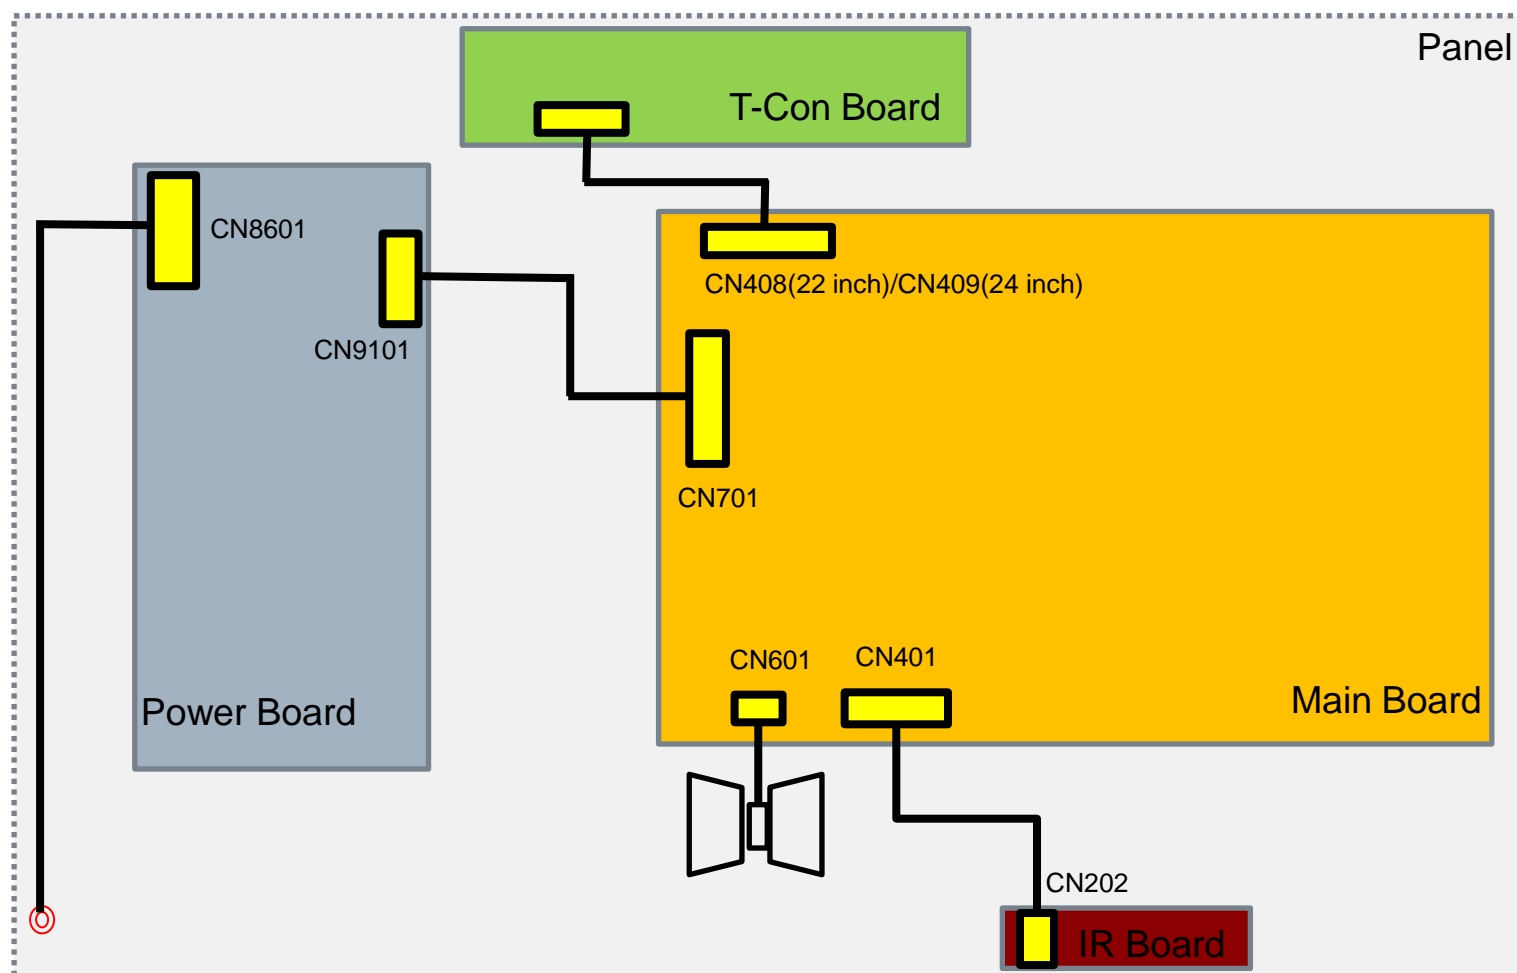 Panel
T-Con Board
CN8601
CN408(22 inch)/CN409(24 inch)
CN9101
CN701
CN601
CN401
Power Board
Main Board
CN202
IR Board